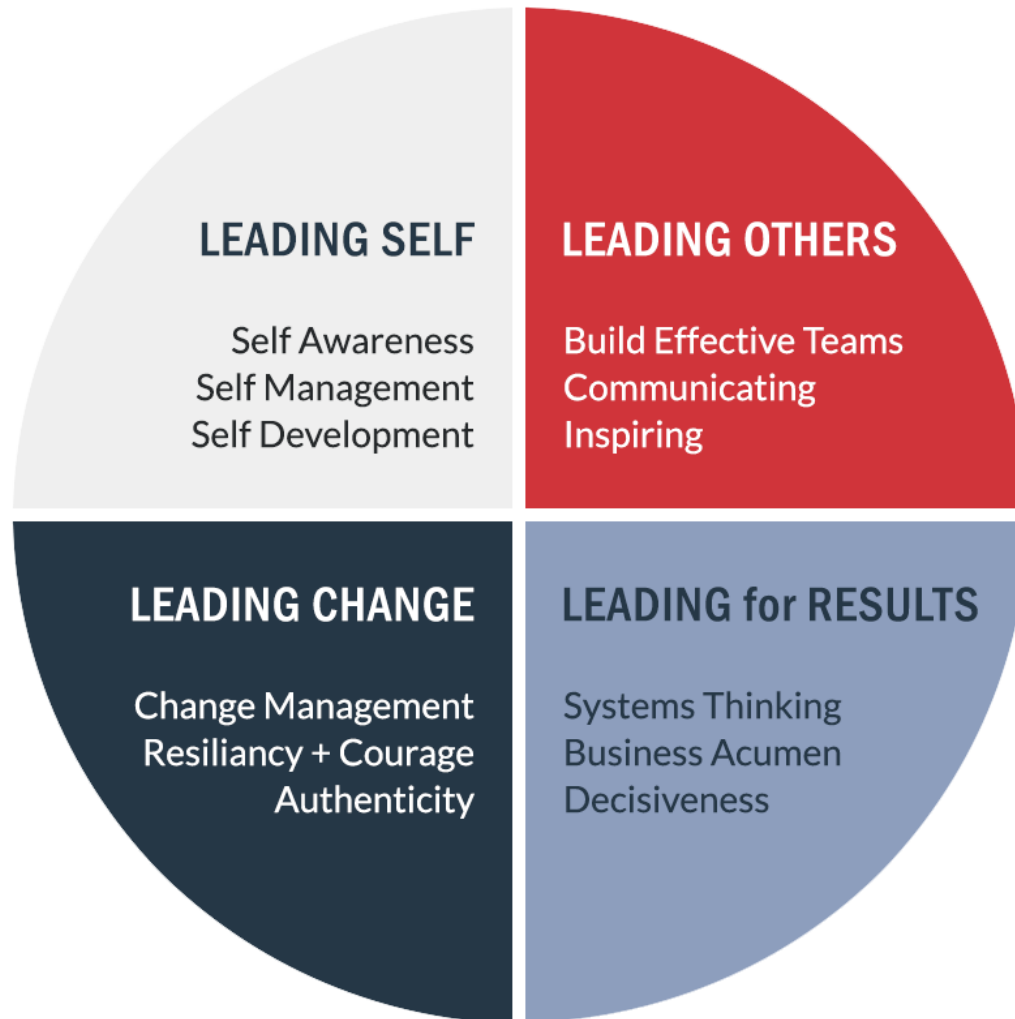 LEADING SELF
Self Awareness
Self Management
Self Development
LEADING OTHERS
Build Effective Teams
Communicating
Inspiring
LEADING CHANGE
Change Management
Resiliancy + Courage
Authenticity
LEADING for RESULTS
Systems Thinking
Business Acumen
Decisiveness